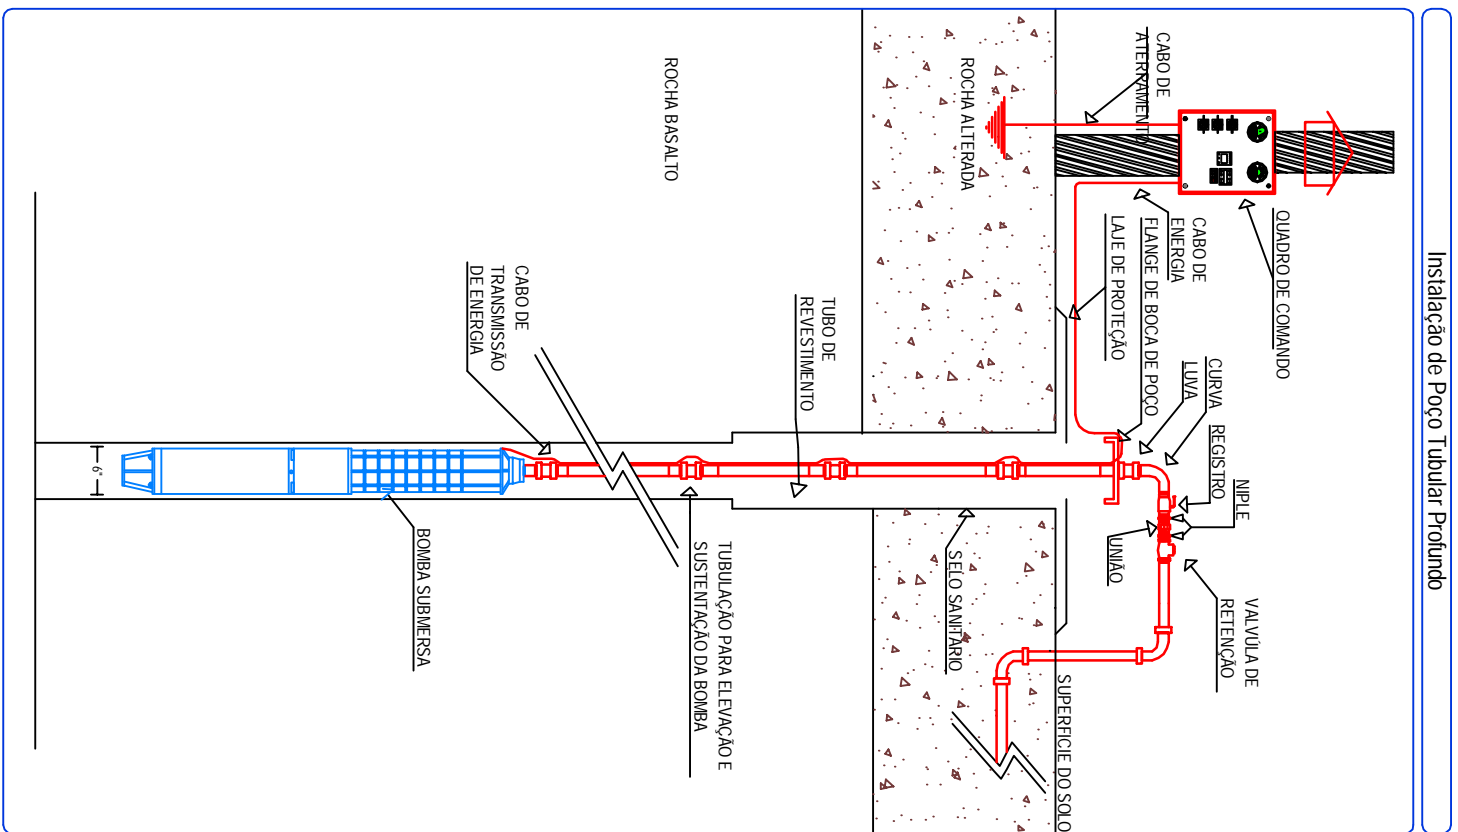 Instalação de Poço Tubular Profundo
CABO DE
ATERRAMENTO
QUADRO DE COMANDO
CABO DE
ENERGIA
FLANGE DE BOCA DE POÇO
LAJE DE PROTEÇÃO
CURVA
LUVA
REGISTRO
NIPLE
UNIÃO
VALVÚLA DE
RETENÇÃO
SUPERFICIE DO SOLO
ROCHA ALTERADA
SELO SANITÁRIO
TUBO DE
REVESTIMENTO
ROCHA BASALTO
TUBULAÇÃO PARA ELEVAÇÃO E
SUSTENTAÇÃO DA BOMBA
CABO DE
TRANSMISSÃO
DE ENERGIA
BOMBA SUBMERSA
6"